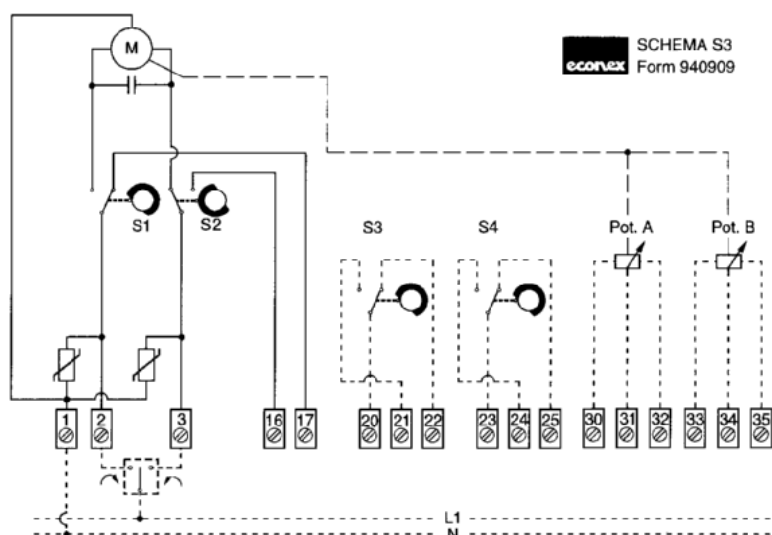 M
SCHEMA S3
econex Form 940909
S1 S2 S3 S4 Pot. A Pot. B
1 2 3 16 17 20 21 22 23 24 25 30 31 32 33 34 35
L1
N